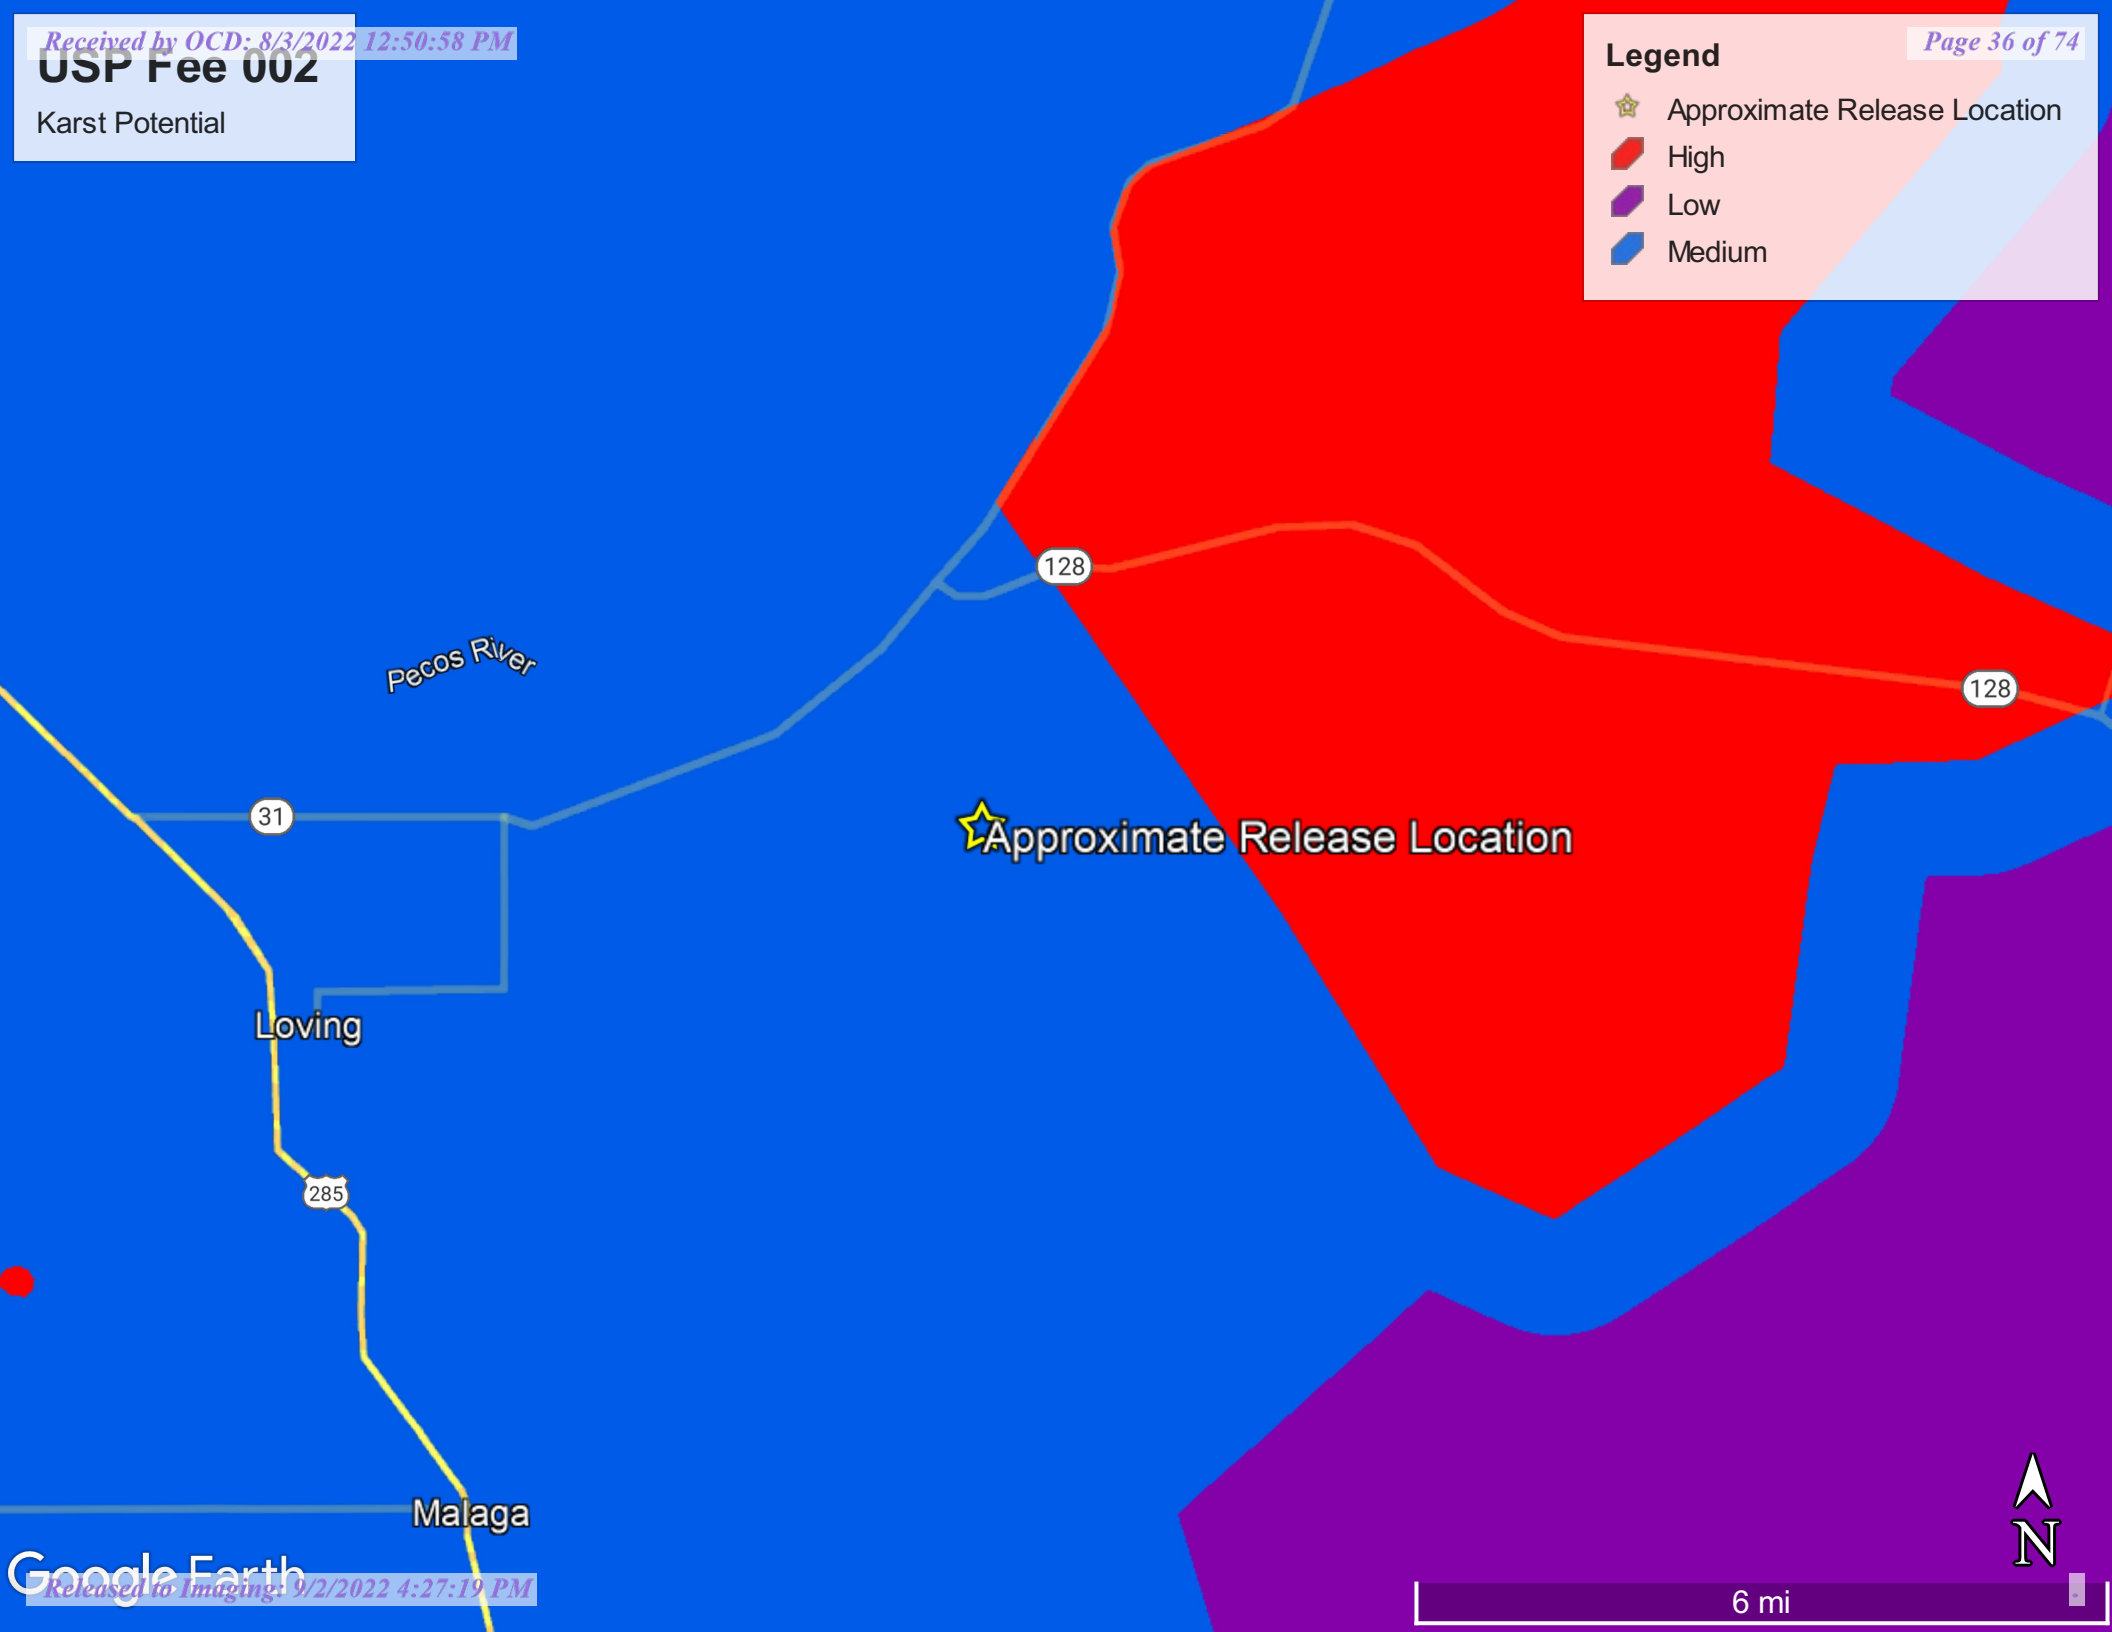 Received by OCD: 8/3/2022 12:50:58 PM
USP Fee 002
Karst Potential
Page 36 of 74
Legend
Approximate Release Location
High
Low
Medium
128
Pecos River
128
31
Approximate Release Location
Loving
285
Malaga
N
Google Earth
Released to Imaging: 9/2/2022 4:27:19 PM
6 mi